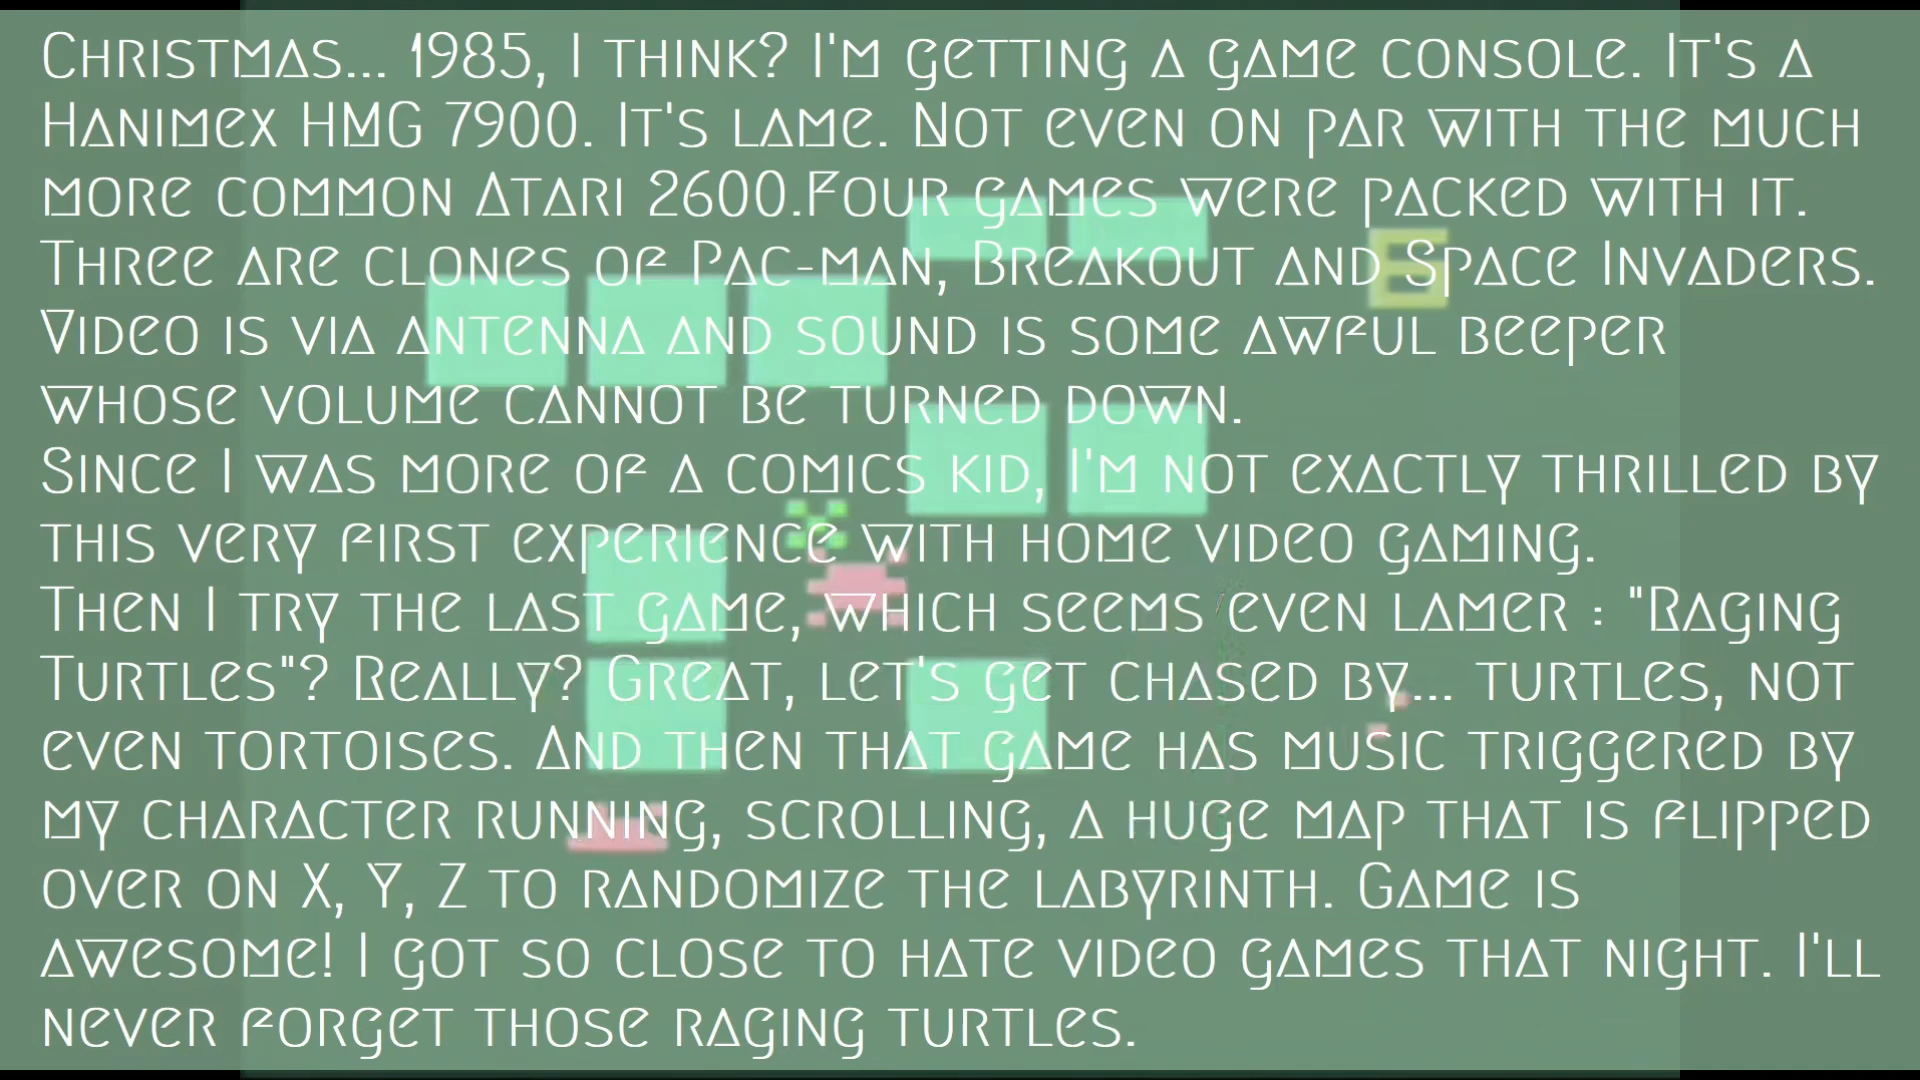 Christmas... 1985, I think? I'm getting a game console. It's a
Hanimex HMG 7900. It's lame. Not even on par with the much
more common Atari 2600.Four games were packed with it.
Three are clones of Pac-man, Breakout and Space Invaders.
Video is via antenna and sound is some awful beeper
whose volume cannot be turned down.
Since I was more of a comics kid, I'm not exactly thrilled by
this very first experience with home video gaming.
Then I try the last game, which seems even lamer : "Raging
Turtles"? Really? Great, let's get chased by... turtles, not
even tortoises. And then that game has music triggered by
my character running, scrolling, a huge map that is flipped
over on X, Y, Z to randomize the labyrinth. Game is
awesome! I got so close to hate video games that night. I'll
never forget those raging turtles.